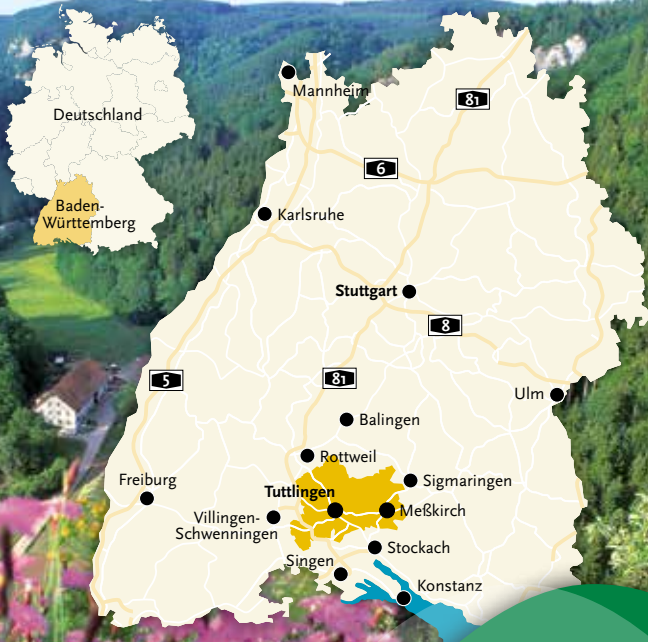 Deutschland
Baden-
Württemberg
Mannheim
81
6
Karlsruhe
Stuttgart
8
5
81
Ulm
Balingen
Rottweil
Freiburg
Tuttlingen
Sigmaringen
Villingen-
Schwenningen
Meßkirch
Stockach
Singen
Konstanz